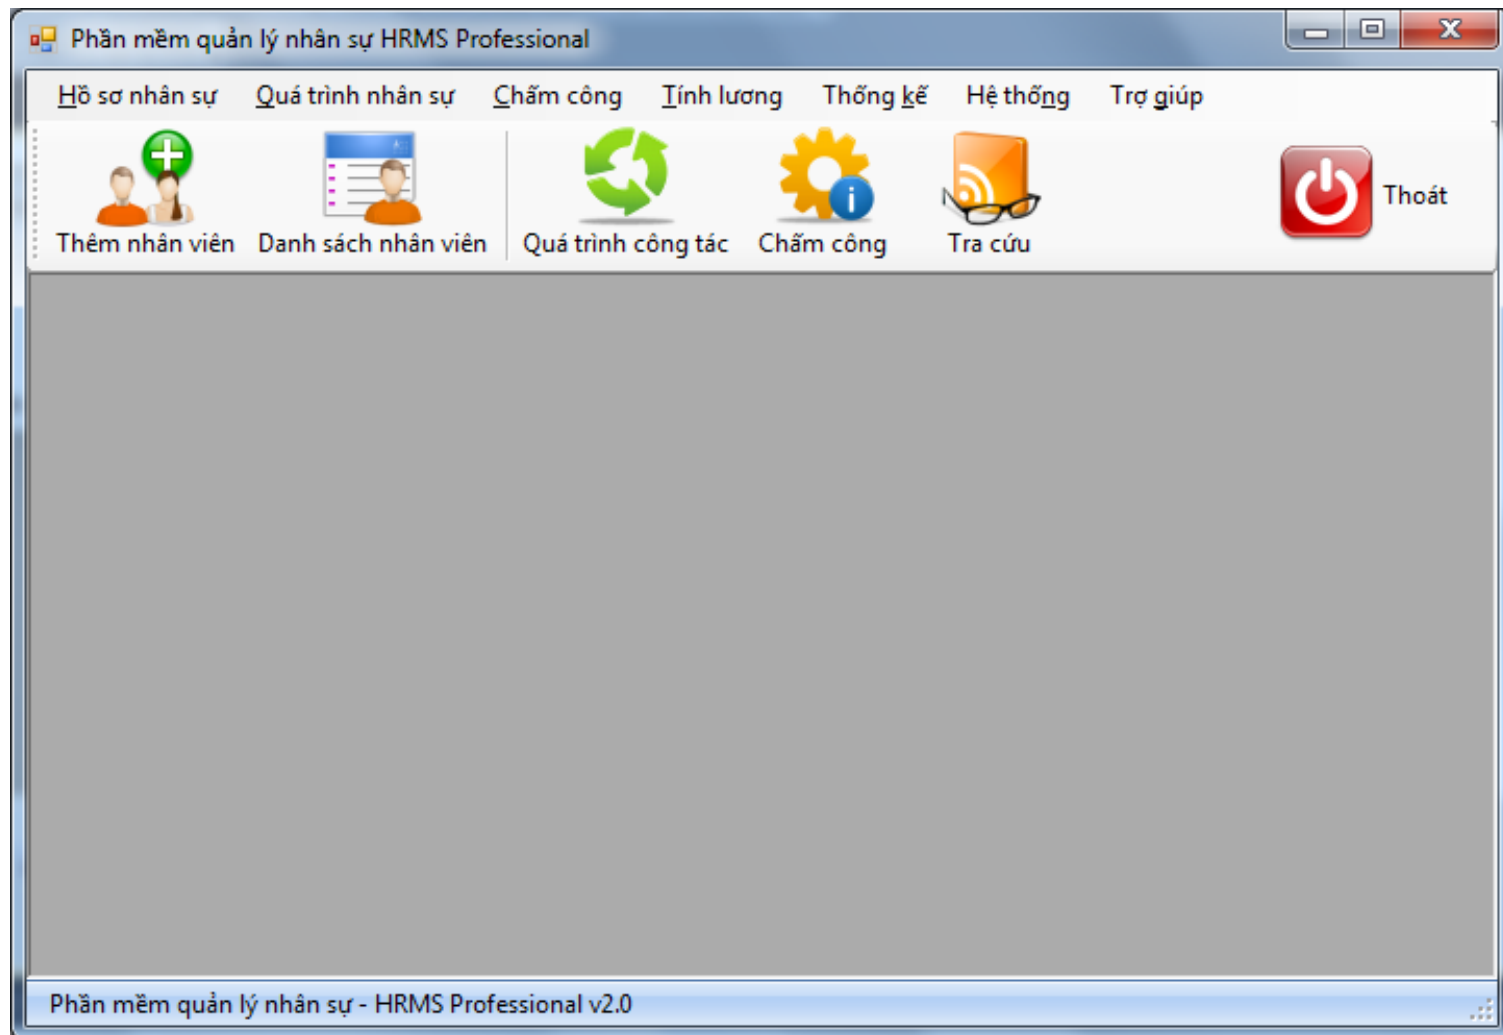 Phần mềm quản lý nhân sự HRMS Professional
Hồ sơ nhân sự Quá trình nhân sự Chấm công Tính lương Thống kế Hệ thống Trợ giúp
Thêm nhân viên Danh sách nhân viên Quá trình công tác Chấm công Tra cứu Thoát
Phần mềm quản lý nhân sự - HRMS Professional v2.0